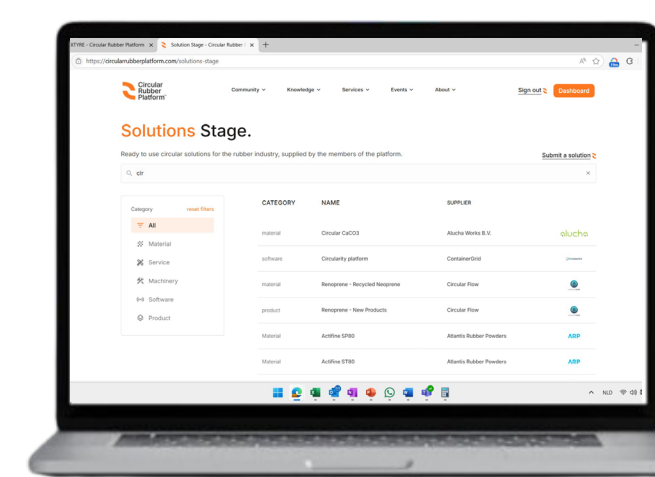 BTYRE - Circular Rubber Platform
Solution Stage - Circular Rubber
https://circularrubberplatform.com/solutions-stage
Circular
Rubber
Platform
Community
Knowledge
Services
Events
About
Sign out
Dashboard
Solutions Stage.
Ready to use circular solutions for the rubber industry, supplied by the members of the platform.
Submit a solution
cir
Category
reset filters
All
Material
Service
Machinery
Software
Product
CATEGORY NAME SUPPLIER
material Circular CaCO3 Alucha Works B.V. alucha
software Circularity platform ContainerGrid
material Renoprene - Recycled Neoprene Circular Flow
product Renoprene - New Products Circular Flow
Material Actifine SP80 Atlantis Rubber Powders ARP
Material Actifine ST80 Atlantis Rubber Powders ARP
NLD